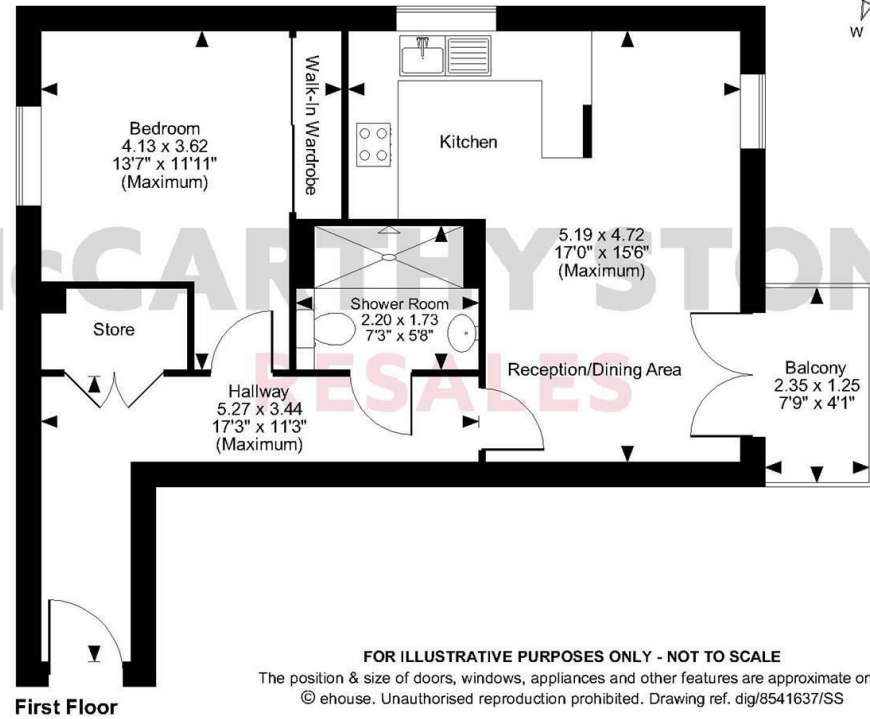 W
Bedroom
4.13 x 3.62
13'7" x 11'11"
(Maximum)
Walk-In Wardrobe
Kitchen
5.19 x 4.72
17'0" x 15'6"
(Maximum)
McCARTHY STON
RESALES
Store
Shower Room
2.20 x 1.73
7'3" x 5'8"
Hallway
5.27 x 3.44
17'3" x 11'3"
(Maximum)
Reception/Dining Area
Balcony
2.35 x 1.25
7'9" x 4'1"
FOR ILLUSTRATIVE PURPOSES ONLY - NOT TO SCALE
The position & size of doors, windows, appliances and other features are approximate on
© ehouse. Unauthorised reproduction prohibited. Drawing ref. dig/8541637/SS
First Floor